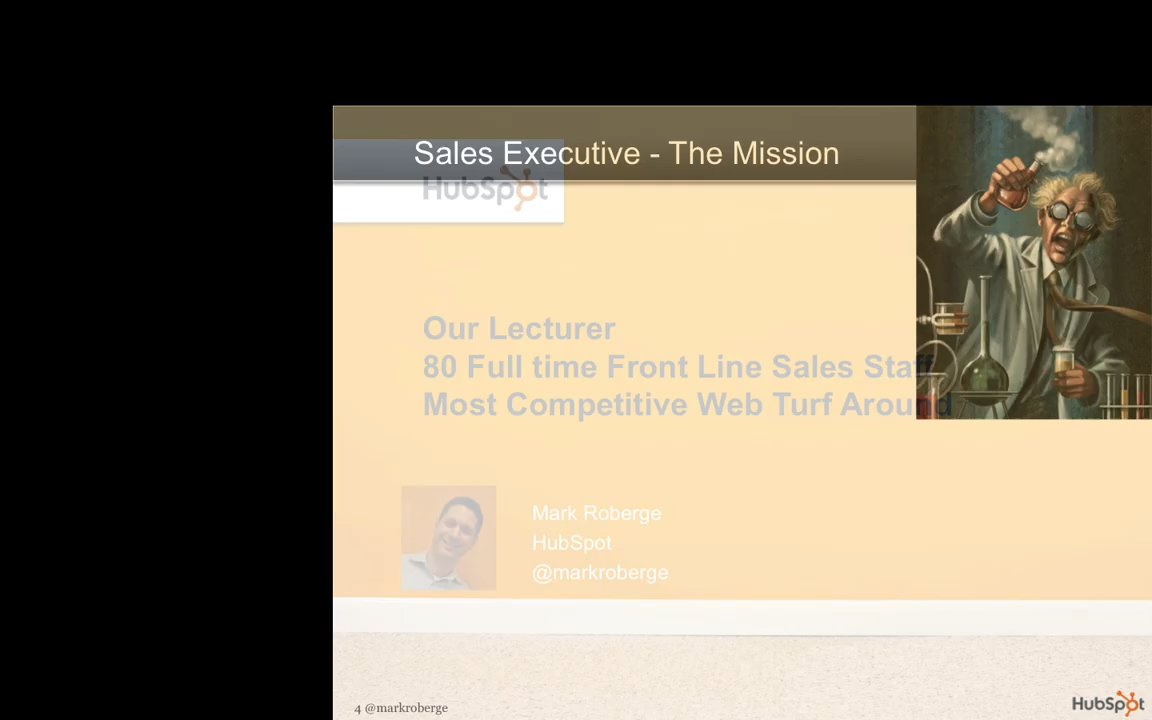 Sales Executive - The Mission
HubSpot
Our Lecturer
80 Full time Front Line Sales Staff
Most Competitive Web Turf Around
Mark Roberge
HubSpot
@markroberge
4 @markroberge
HubSpot